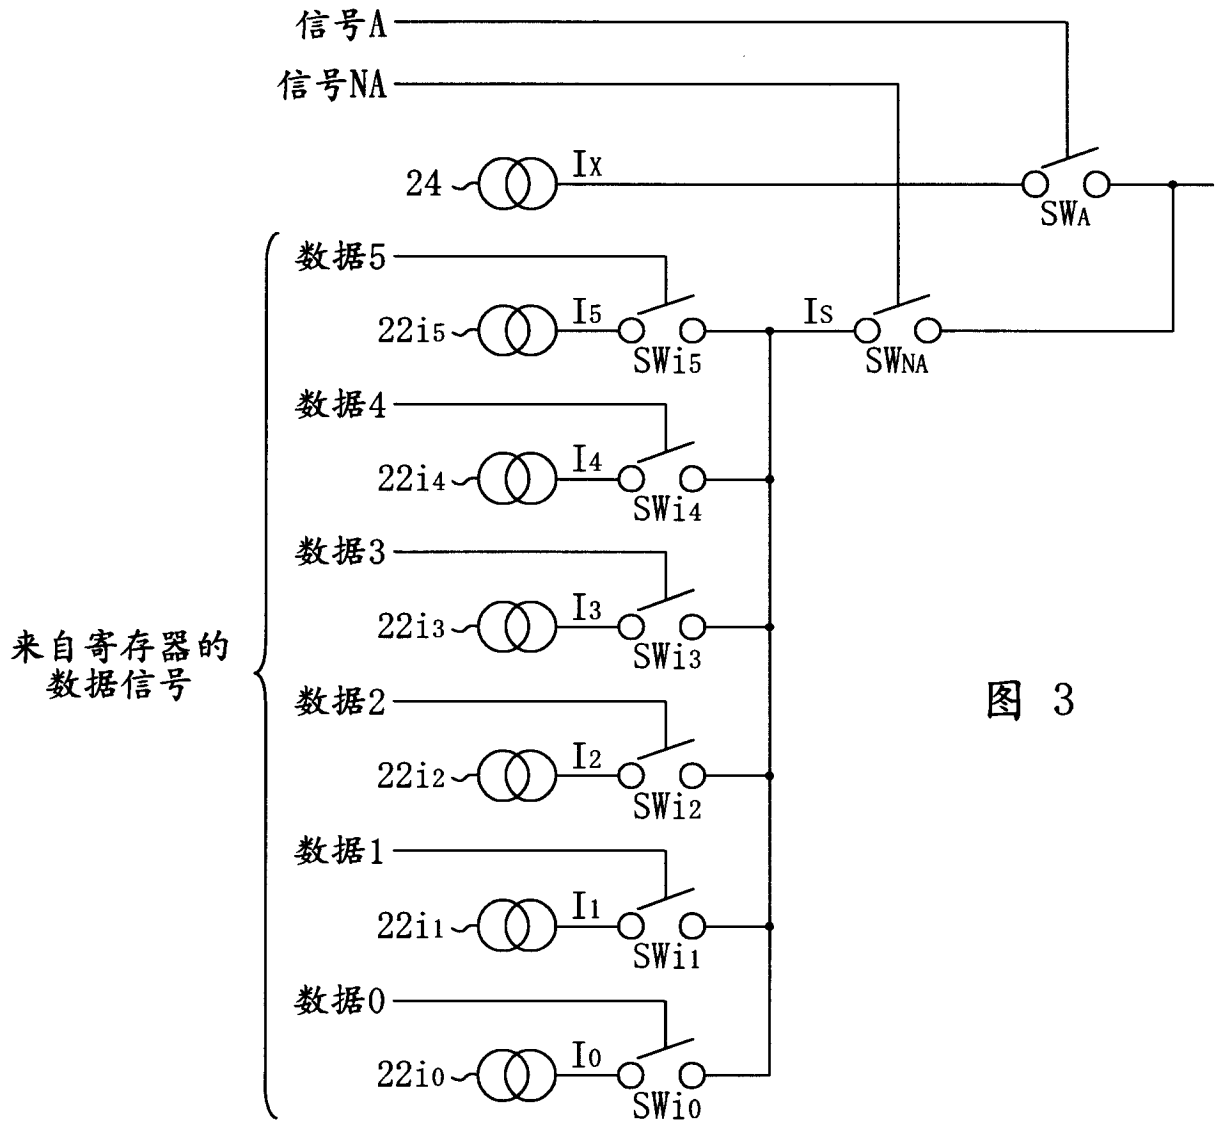 信号A
信号NA
24 IX SWA
数据5
22i5 I5 SWi5 IS SWNA
数据4
22i4 I4 SWi4
数据3
22i3 I3 SWi3
来自寄存器的
数据信号
图 3
数据2
22i2 I2 SWi2
数据1
22i1 I1 SWi1
数据0
22i0 I0 SWi0